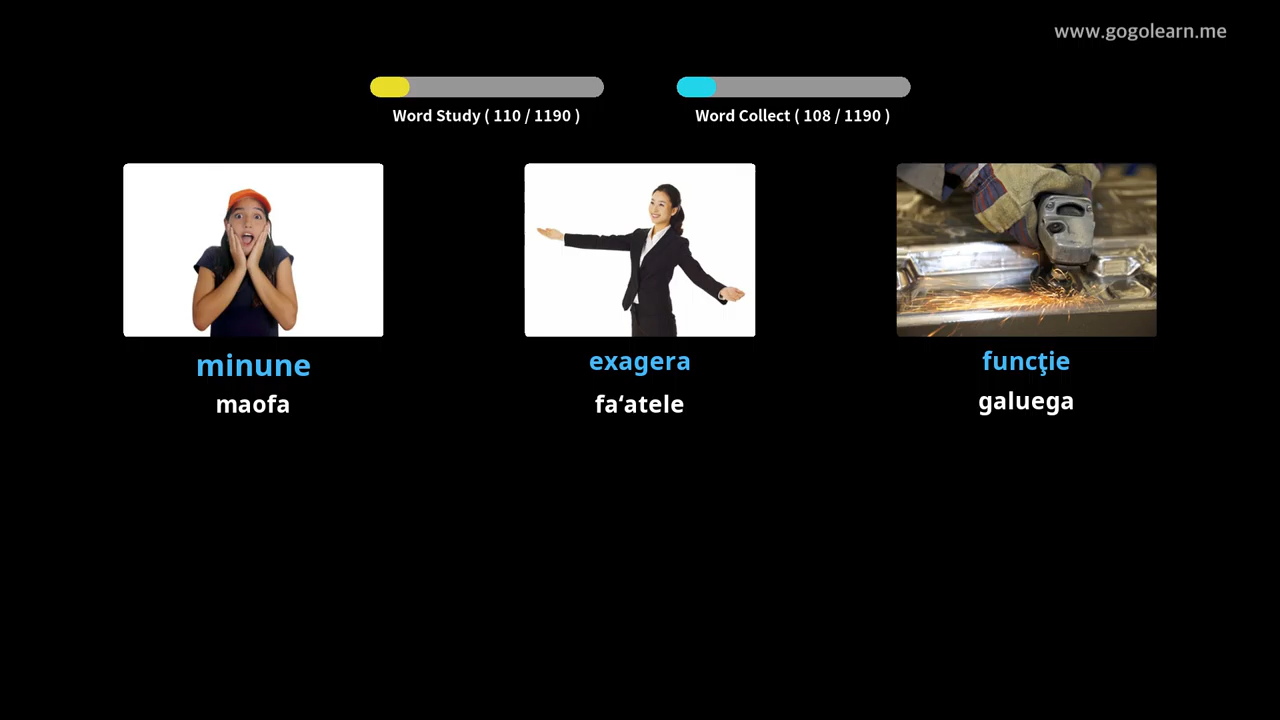 www.gogolearn.me
Word Study ( 110 / 1190 )
Word Collect ( 108 / 1190 )
minune
maofa
exagera
fa‘atele
funcţie
galuega